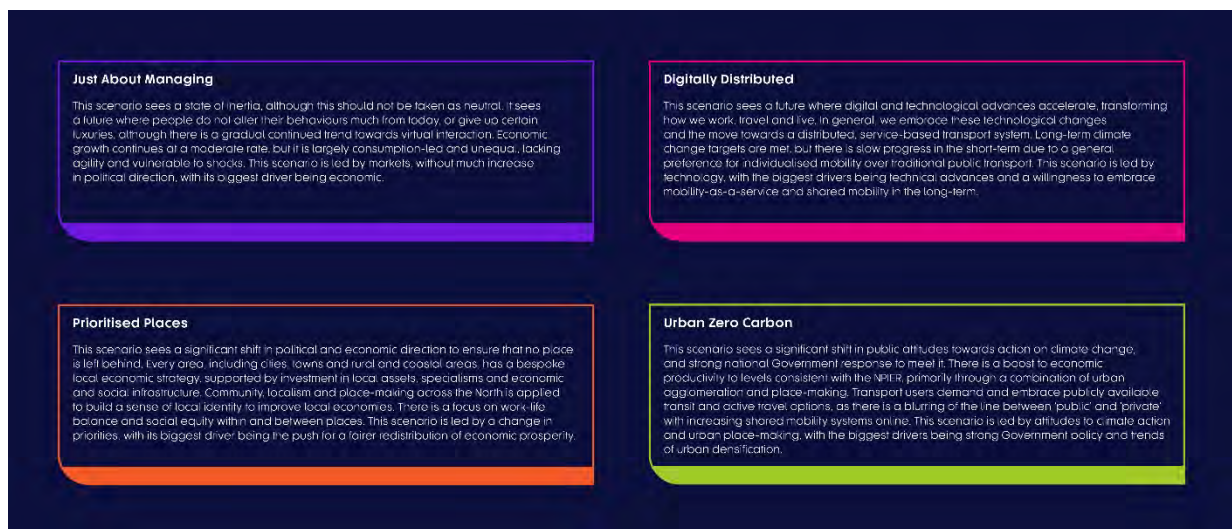 Just About Managing
This scenario sees a state of inertia, although this should not be taken as neutral. It sees
a future where people do not alter their behaviours much from today, or give up certain
luxuries, although there is a gradual continued trend towards virtual interaction. Economic
growth continues at a moderate rate, but it is largely consumption-led and unequal, lacking
agility and vulnerable to shocks. This scenario is led by markets, without much increase
in political direction, with its biggest driver being economic.
Digitally Distributed
This scenario sees a future where digital and technological advances accelerate, transforming
how we work, travel and live. In general, we embrace these technological changes
and the move towards a distributed, service-based transport system. Long-term climate
change targets are met, but there is slow progress in the short-term due to a general
preference for individualised mobility over traditional public transport. This scenario is led by
technology, with the biggest drivers being technical advances and a willingness to embrace
mobility-as-a-service and shared mobility in the long-term.
Prioritised Places
This scenario sees a significant shift in political and economic direction to ensure that no place
is left behind. Every area, including cities, towns and rural and coastal areas, has a bespoke
local economic strategy, supported by investment in local assets, specialisms and economic
and social infrastructure. Community, localism and place-making across the North is applied
to build a sense of local identity to improve local economies. There is a focus on work-life
balance and social equity within and between places. This scenario is led by a change in
priorities, with its biggest driver being the push for a fairer redistribution of economic prosperity.
Urban Zero Carbon
This scenario sees a significant shift in public attitudes towards action on climate change,
and strong national Government response to meet it. There is a boost to economic
productivity to levels consistent with the NPIER, primarily through a combination of urban
agglomeration and place-making. Transport users demand and embrace publicly available
transit and active travel options, as there is a blurring of the line between 'public' and 'private'
with increasing shared mobility systems online. This scenario is led by attitudes to climate action
and urban place-making, with the biggest drivers being strong Government policy and trends
of urban densification.